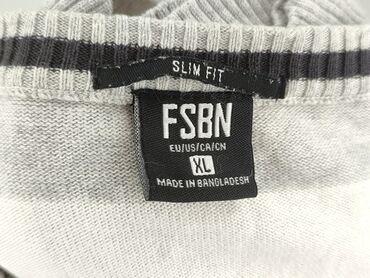 SLIM FIT
FSBN
EU/US/CA/CN
XL
MADE IN BANGLADESH